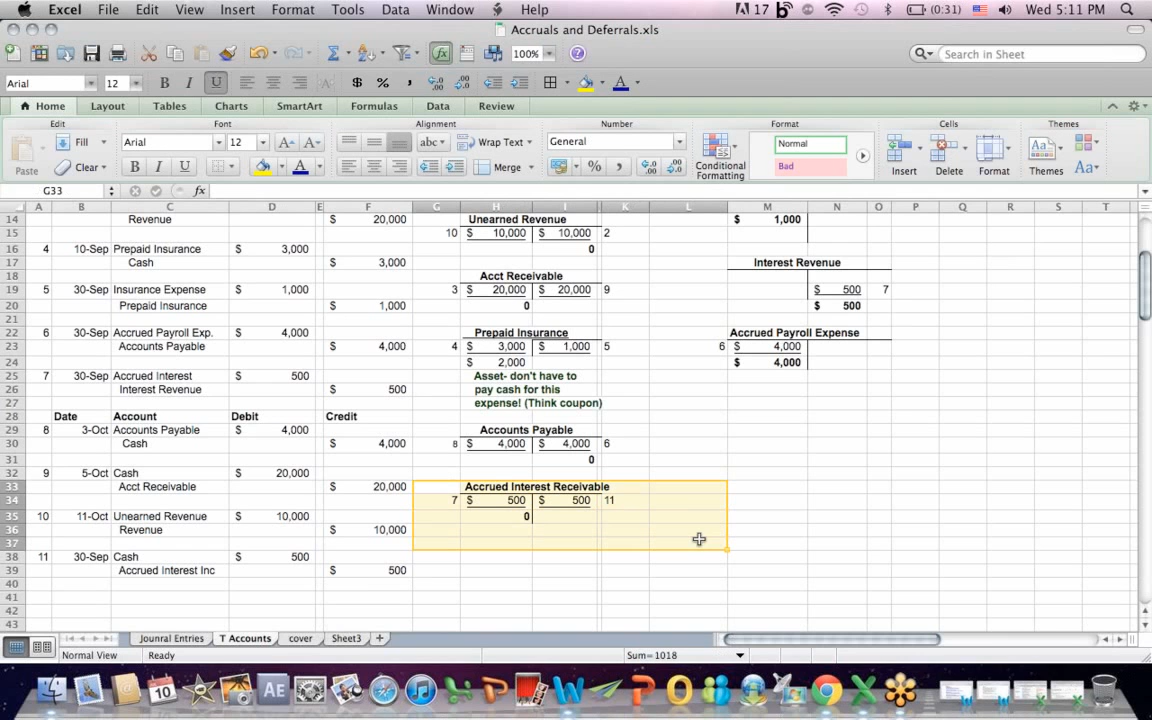 Excel File Edit View Insert Format Tools Data Window Help 17 (0:31) Wed 5:11 PM
Accruals and Deferrals.xls
100% Search in Sheet
Arial 12 B I U $ % , A
Home Layout Tables Charts SmartArt Formulas Data Review
Edit Font Alignment Number Format Cells Themes
Fill Arial 12 A A abc Wrap Text General Normal
Paste Clear B I U A Merge % , Conditional Formatting Bad Insert Delete Format Themes Aa
G33 fx
A B C D E F G H I K L M N O P Q R S T
14 Revenue $ 20,000 Unearned Revenue $ 1,000
15 10 $ 10,000 $ 10,000 2
16 4 10-Sep Prepaid Insurance $ 3,000 0
17 Cash $ 3,000 Interest Revenue
18 Acct Receivable
19 5 30-Sep Insurance Expense $ 1,000 3 $ 20,000 $ 20,000 9 $ 500 7
20 Prepaid Insurance $ 1,000 0 $ 500
21
22 6 30-Sep Accrued Payroll Exp. $ 4,000 Prepaid Insurance Accrued Payroll Expense
23 Accounts Payable $ 4,000 4 $ 3,000 $ 1,000 5 6 $ 4,000
24 $ 2,000 $ 4,000
25 7 30-Sep Accrued Interest $ 500 Asset- don't have to
26 Interest Revenue $ 500 pay cash for this
27 expense! (Think coupon)
28 Date Account Debit Credit
29 8 3-Oct Accounts Payable $ 4,000 Accounts Payable
30 Cash $ 4,000 8 $ 4,000 $ 4,000 6
31 0
32 9 5-Oct Cash $ 20,000
33 Acct Receivable $ 20,000 Accrued Interest Receivable
34 7 $ 500 $ 500 11
35 10 11-Oct Unearned Revenue $ 10,000 0
36 Revenue $ 10,000
37
38 11 30-Sep Cash $ 500
39 Accrued Interest Inc $ 500
40
41
42
43
Jounral Entries T Accounts cover Sheet3 +
Normal View Ready Sum=1018
10 AE